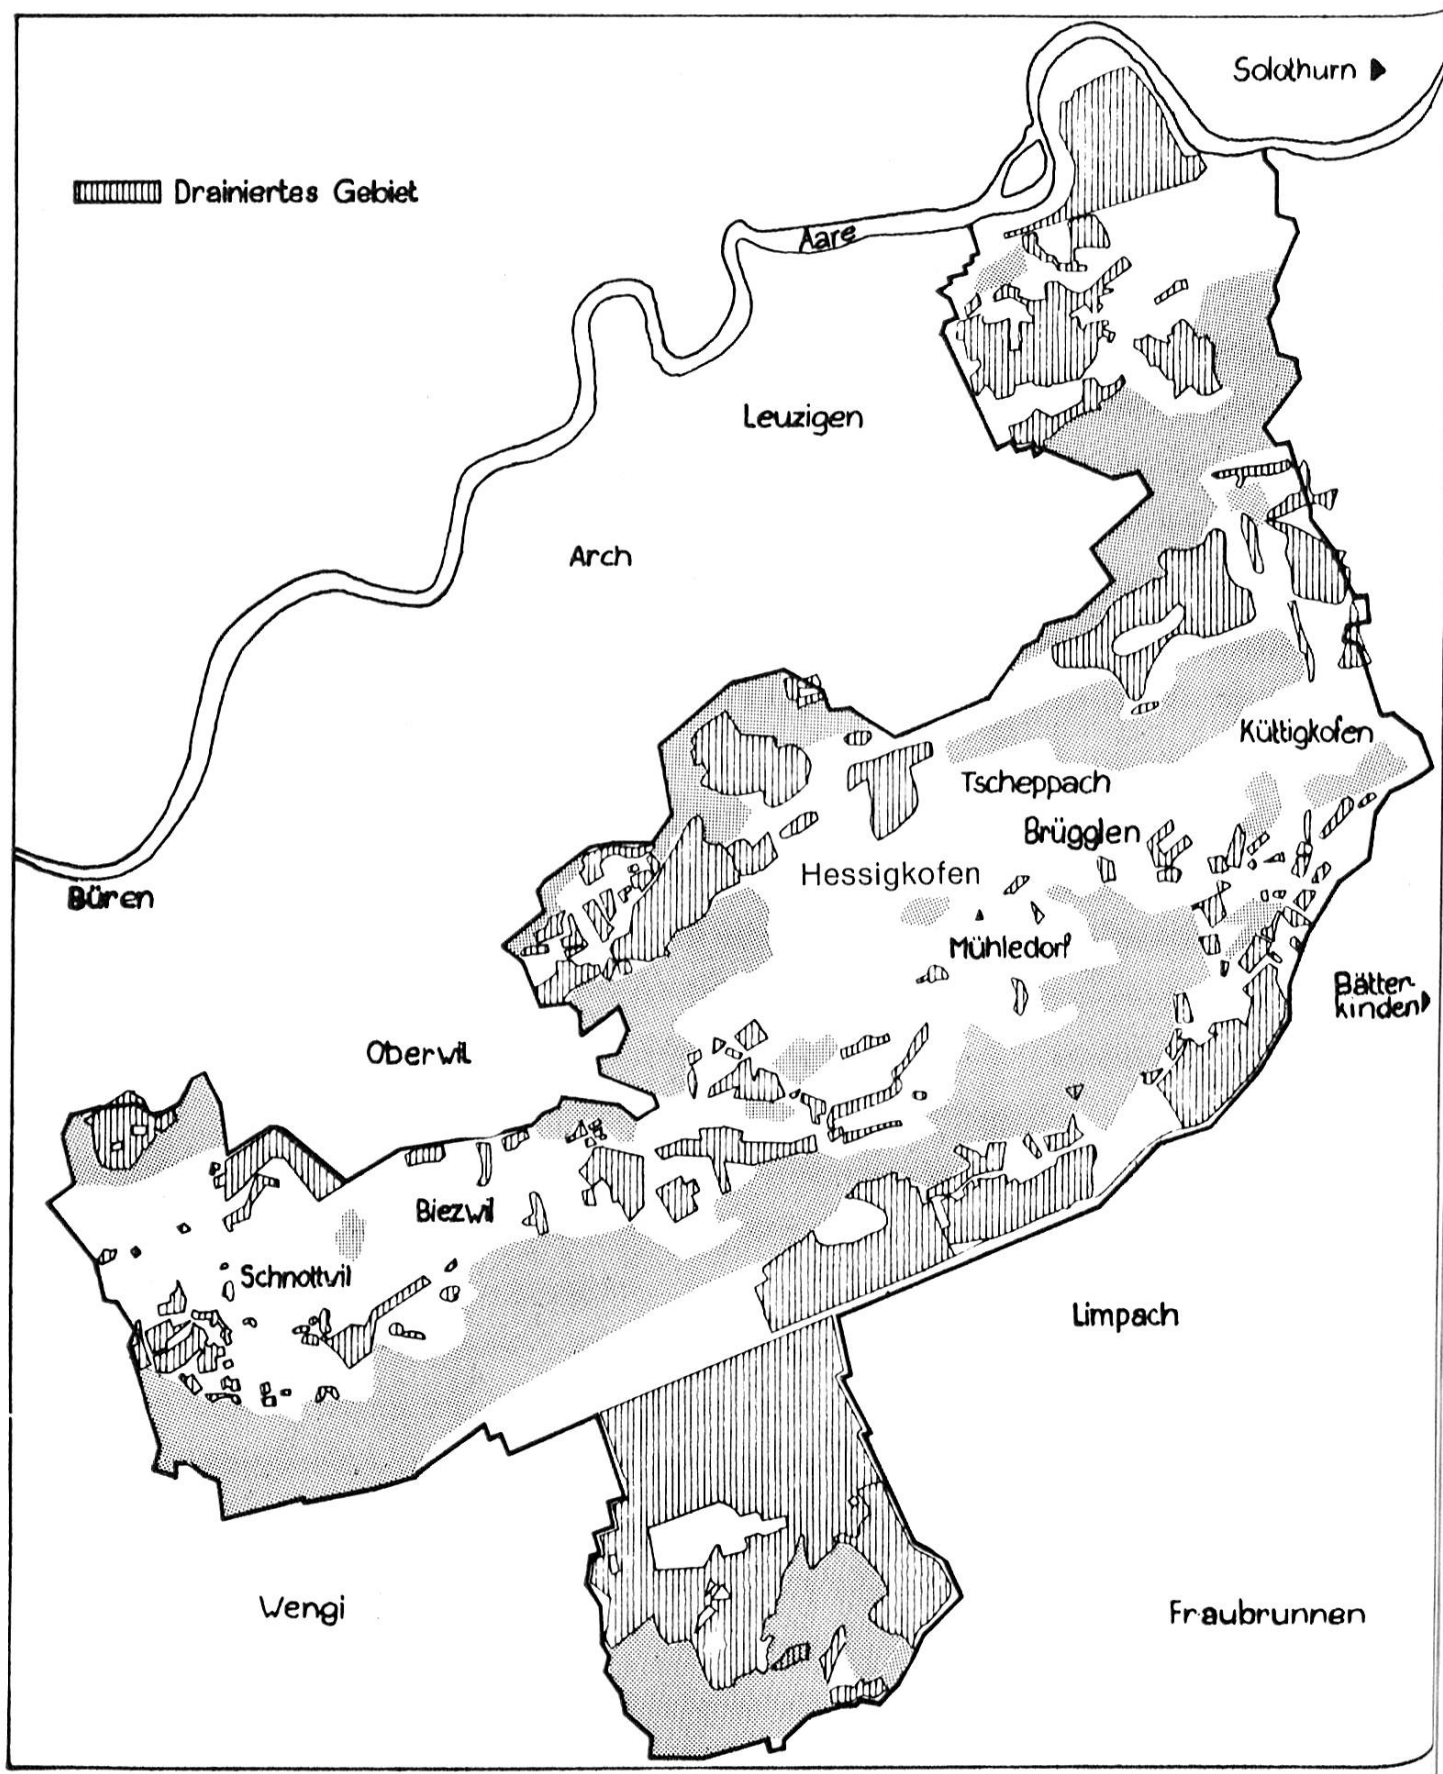 Solothurn
Drainiertes Gebiet
Aare
Leuzigen
Arch
Küttigkofen
Tscheppach
Brügglen
Hessigkofen
Büren
Mühledorf
Bätter-
kinden
Oberwil
Biezwil
Schnottwil
Limpach
Wengi
Fraubrunnen